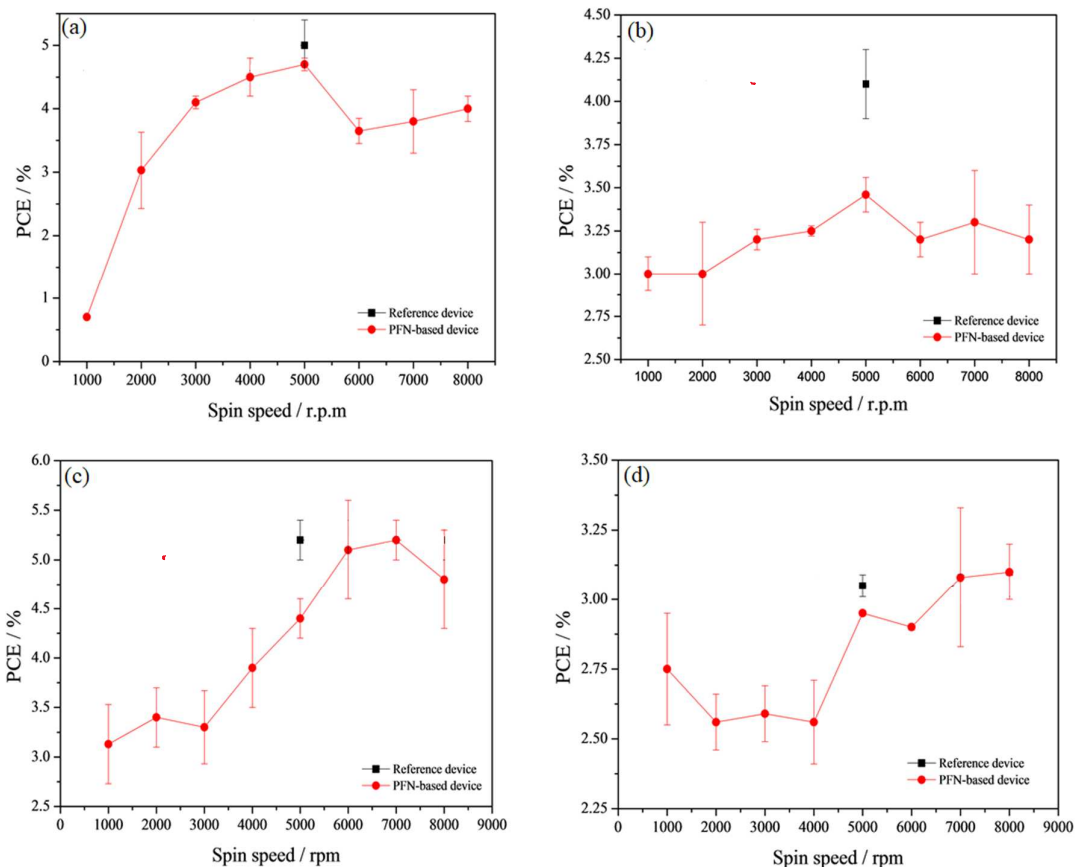 (a)
5
4
3
2
1
0
PCE / %
Reference device
PFN-based device
1000 2000 3000 4000 5000 6000 7000 8000
Spin speed / r.p.m
(b)
4.50
4.25
4.00
3.75
3.50
3.25
3.00
2.75
2.50
PCE / %
Reference device
PFN-based device
1000 2000 3000 4000 5000 6000 7000 8000
Spin speed / r.p.m
(c)
6.0
5.5
5.0
4.5
4.0
3.5
3.0
2.5
PCE / %
Reference device
PFN-based device
0 1000 2000 3000 4000 5000 6000 7000 8000 9000
Spin speed / rpm
(d)
3.50
3.25
3.00
2.75
2.50
2.25
PCE / %
Reference device
PFN-based device
0 1000 2000 3000 4000 5000 6000 7000 8000 9000
Spin speed / rpm